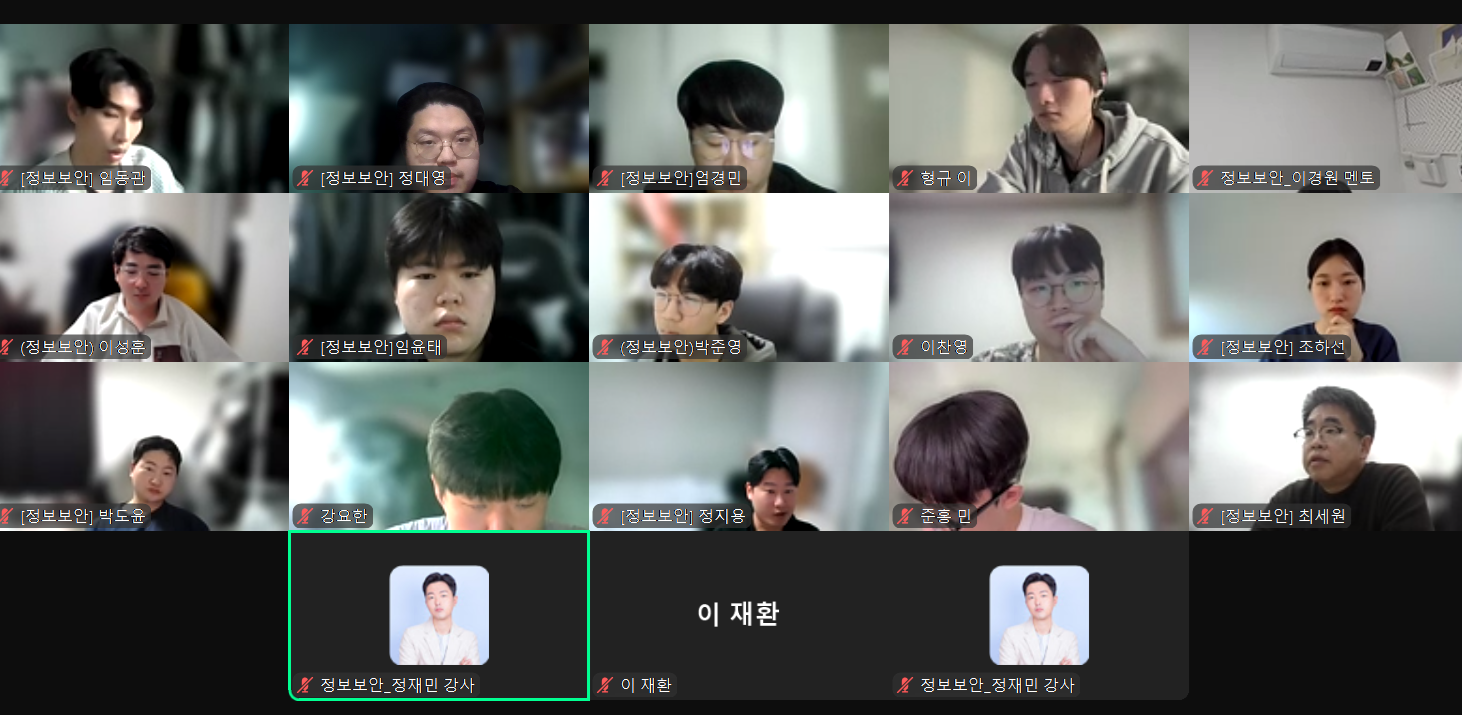 [정보보안] 임동관
[정보보안] 정대영
[정보보안]엄경민
형규 이
정보보안_이경원 멘토
(정보보안) 이성훈
[정보보안]임윤태
(정보보안)박준영
이찬영
[정보보안] 조하선
[정보보안] 박도윤
강요한
[정보보안] 정지용
준홍 민
[정보보안] 최세원
이 재환
정보보안_정재민 강사
이 재환
정보보안_정재민 강사